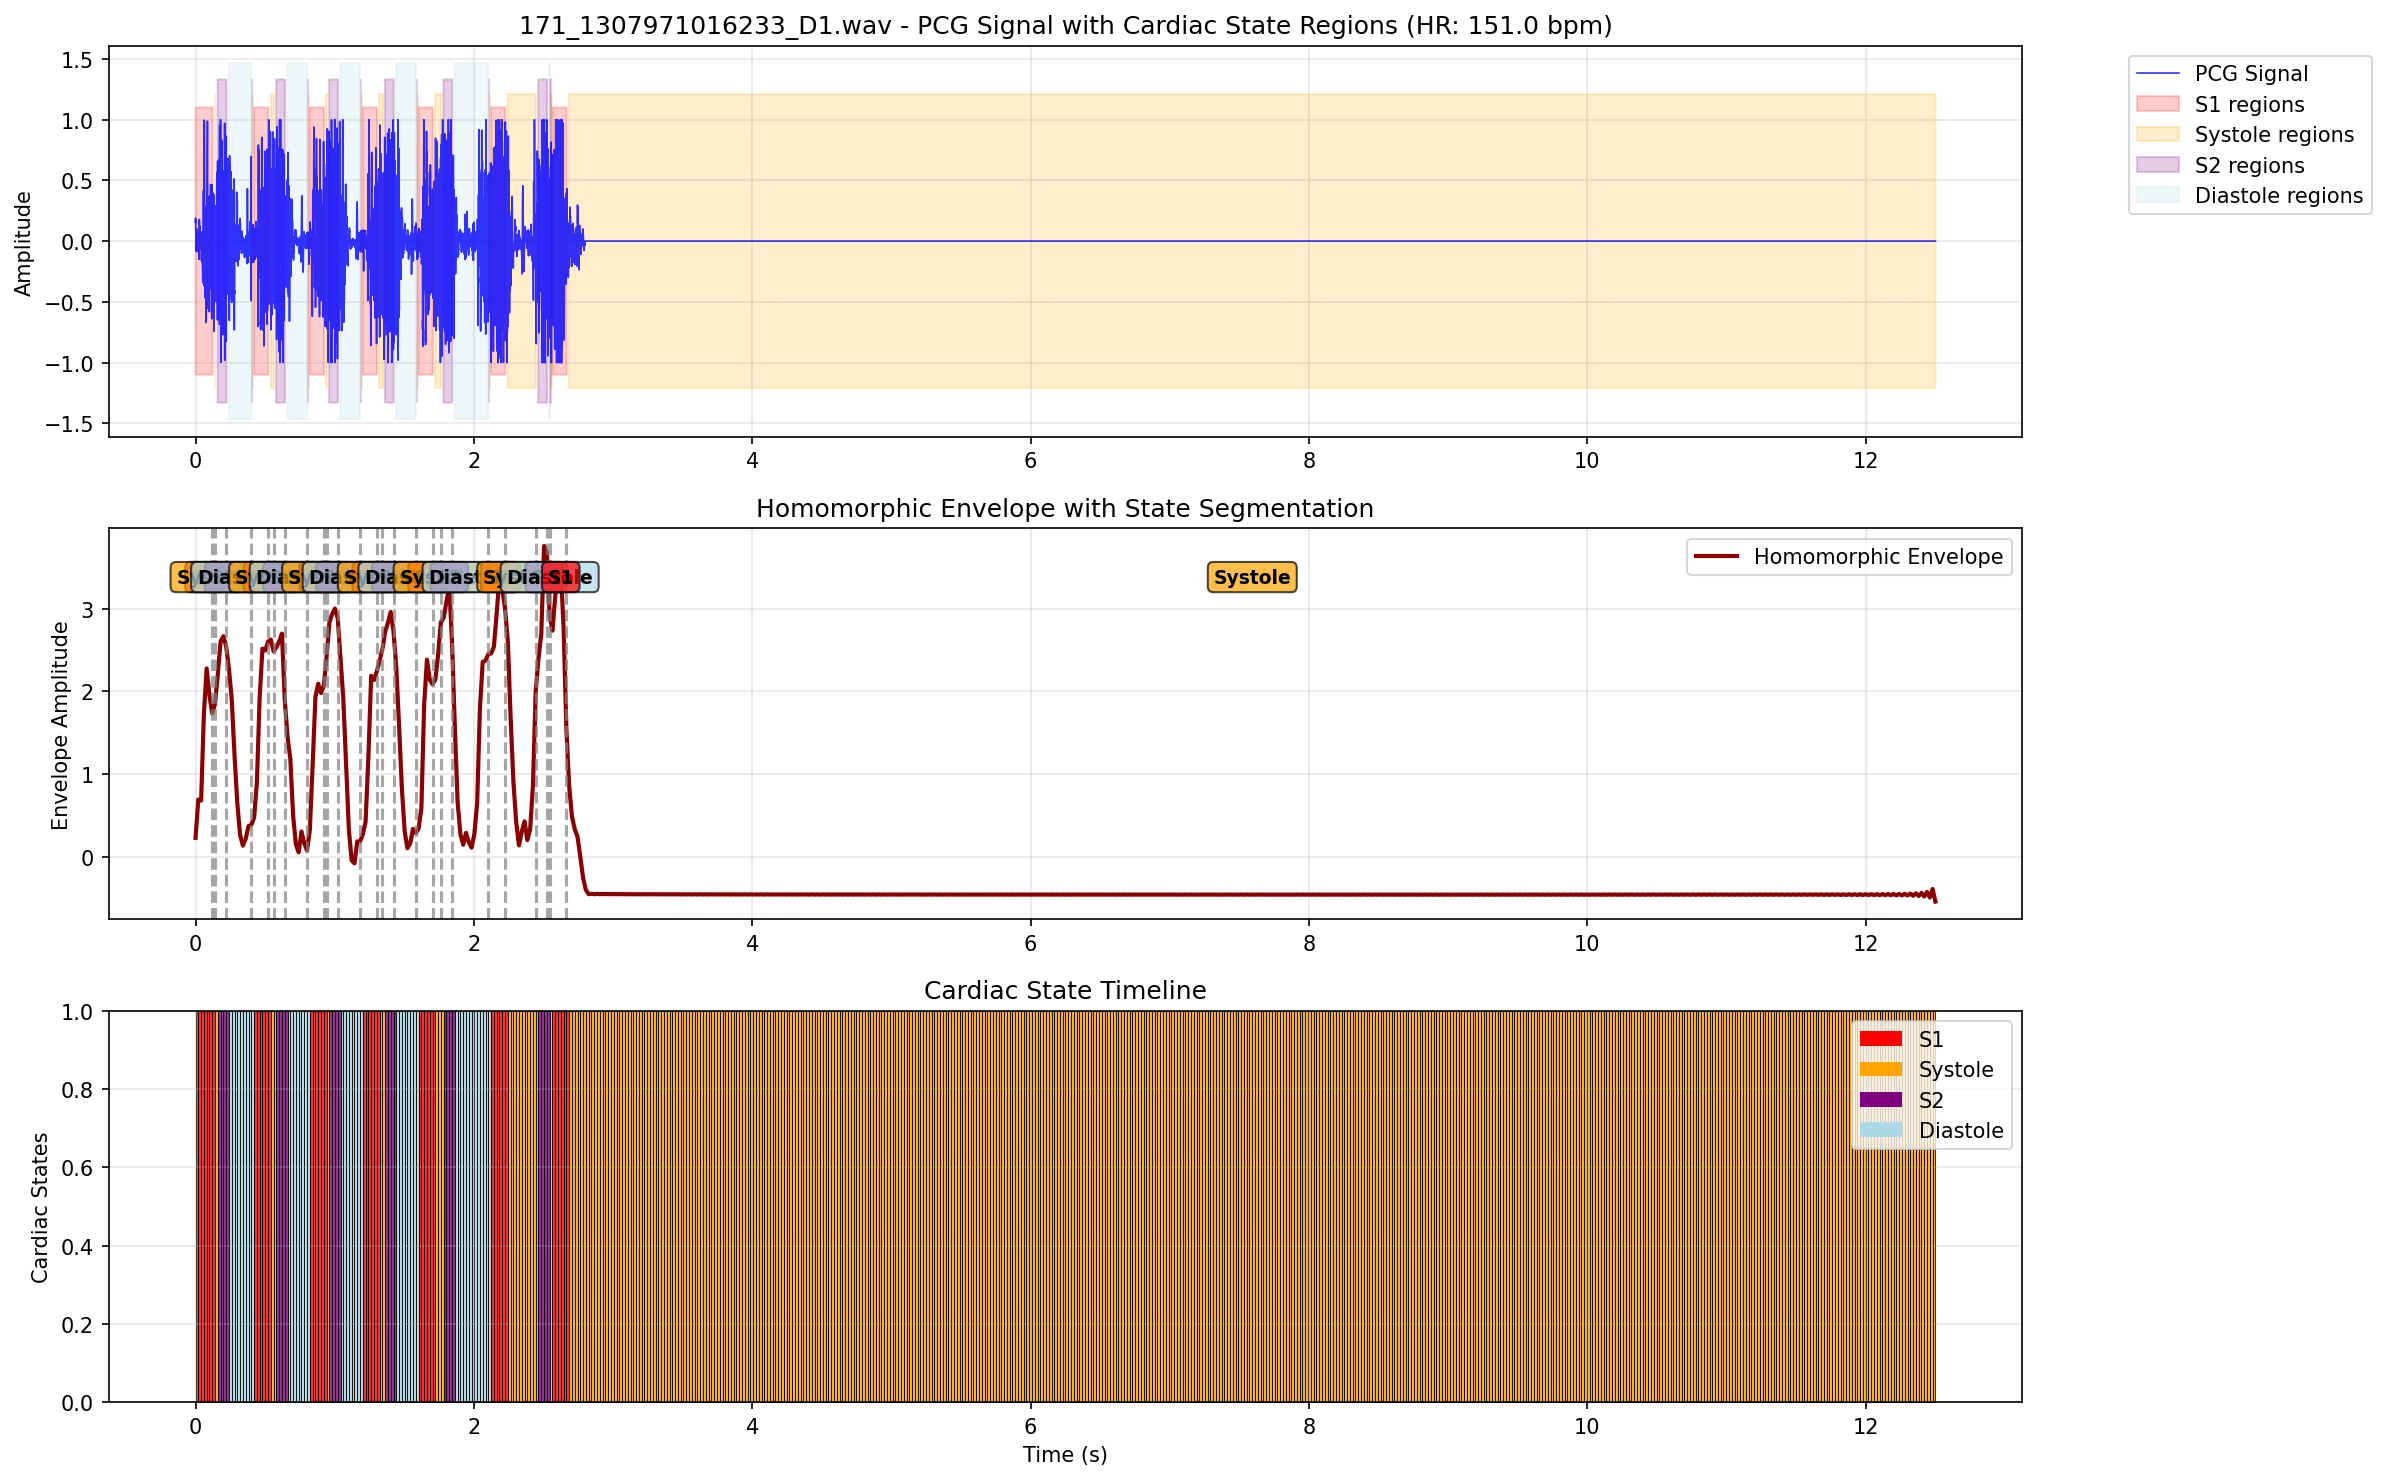 171_1307971016233_D1.wav - PCG Signal with Cardiac State Regions (HR: 151.0 bpm)
Amplitude
1.5
1.0
0.5
0.0
−0.5
−1.0
−1.5
0 2 4 6 8 10 12
PCG Signal
S1 regions
Systole regions
S2 regions
Diastole regions
Homomorphic Envelope with State Segmentation
Envelope Amplitude
3
2
1
0
S1
Systole
Homomorphic Envelope
0 2 4 6 8 10 12
Cardiac State Timeline
Cardiac States
1.0
0.8
0.6
0.4
0.2
0.0
S1
Systole
S2
Diastole
0 2 4 6 8 10 12
Time (s)